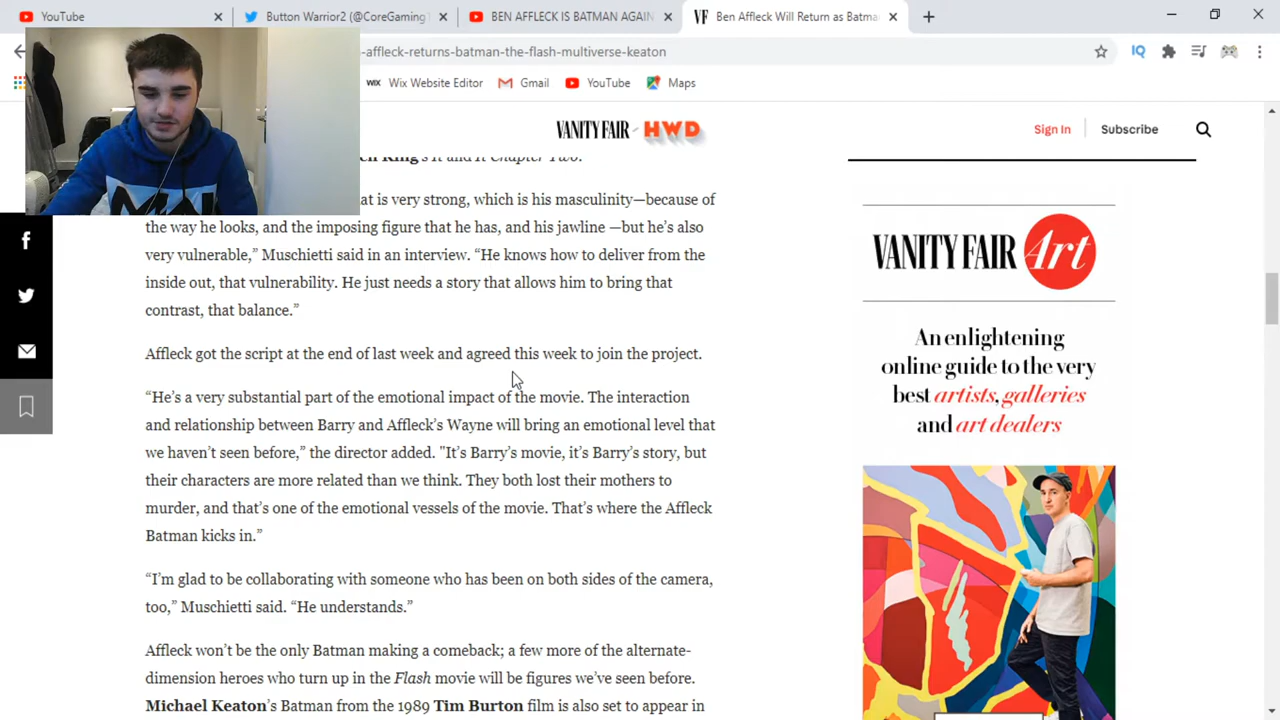 YouTube
Button Warrior2 (@CoreGaming1
BEN AFFLECK IS BATMAN AGAIN
VF Ben Affleck Will Return as Batma
-affleck-returns-batman-the-flash-multiverse-keaton
IQ
WIX Wix Website Editor
Gmail
YouTube
Maps
VANITY FAIR HWD
Sign In
Subscribe
en King's It and It Chapter Two.
at is very strong, which is his masculinity—because of
the way he looks, and the imposing figure that he has, and his jawline —but he's also
very vulnerable,” Muschietti said in an interview. “He knows how to deliver from the
inside out, that vulnerability. He just needs a story that allows him to bring that
contrast, that balance.”
Affleck got the script at the end of last week and agreed this week to join the project.
“He's a very substantial part of the emotional impact of the movie. The interaction
and relationship between Barry and Affleck's Wayne will bring an emotional level that
we haven't seen before,” the director added. "It's Barry's movie, it's Barry's story, but
their characters are more related than we think. They both lost their mothers to
murder, and that's one of the emotional vessels of the movie. That's where the Affleck
Batman kicks in.”
“I'm glad to be collaborating with someone who has been on both sides of the camera,
too,” Muschietti said. “He understands.”
Affleck won't be the only Batman making a comeback; a few more of the alternate-
dimension heroes who turn up in the Flash movie will be figures we've seen before.
Michael Keaton's Batman from the 1989 Tim Burton film is also set to appear in
VANITY FAIR Art
An enlightening
online guide to the very
best artists, galleries
and art dealers